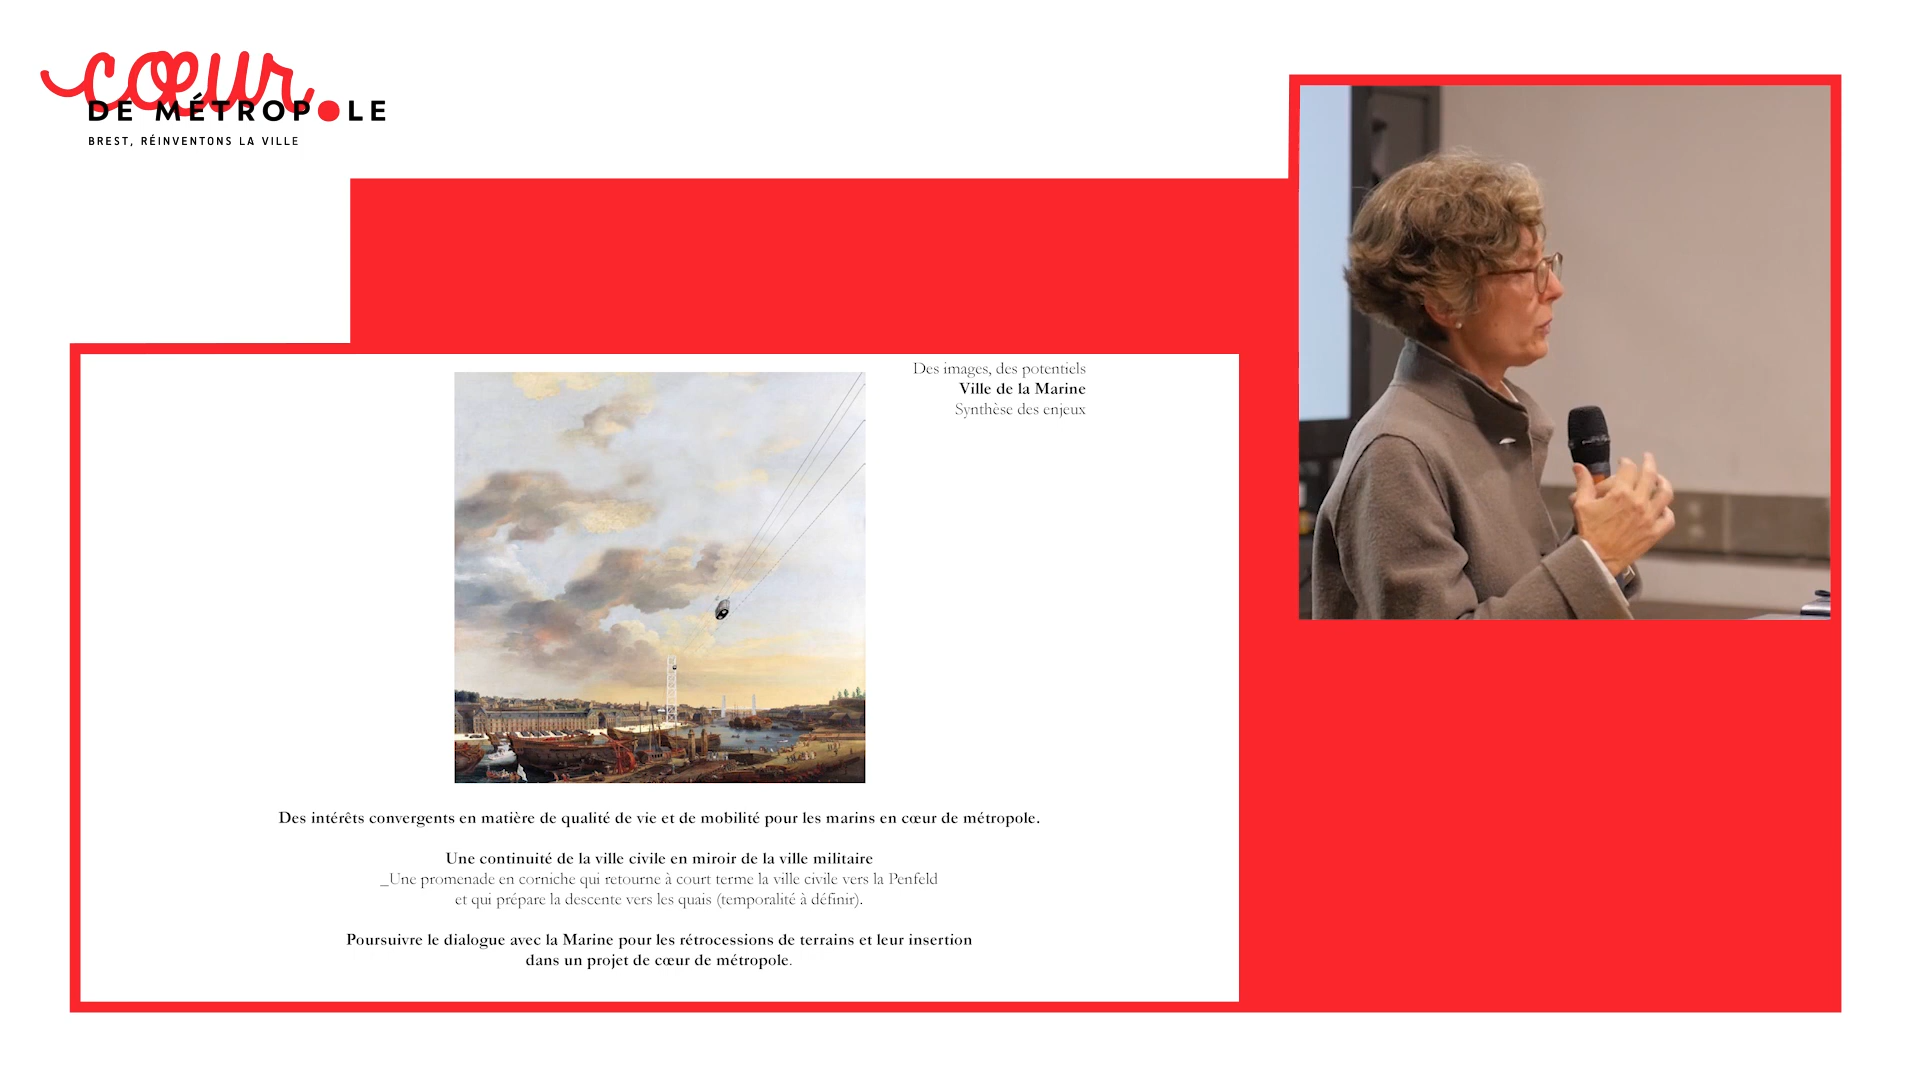 cœur
DE MÉTROPOLE
BREST, RÉINVENTONS LA VILLE
Des images, des potentiels
Ville de la Marine
Synthèse des enjeux
Des intérêts convergents en matière de qualité de vie et de mobilité pour les marins en cœur de métropole.
Une continuité de la ville civile en miroir de la ville militaire
_Une promenade en corniche qui retourne à court terme la ville civile vers la Penfeld
et qui prépare la descente vers les quais (temporalité à définir).
Poursuivre le dialogue avec la Marine pour les rétrocessions de terrains et leur insertion
dans un projet de cœur de métropole.